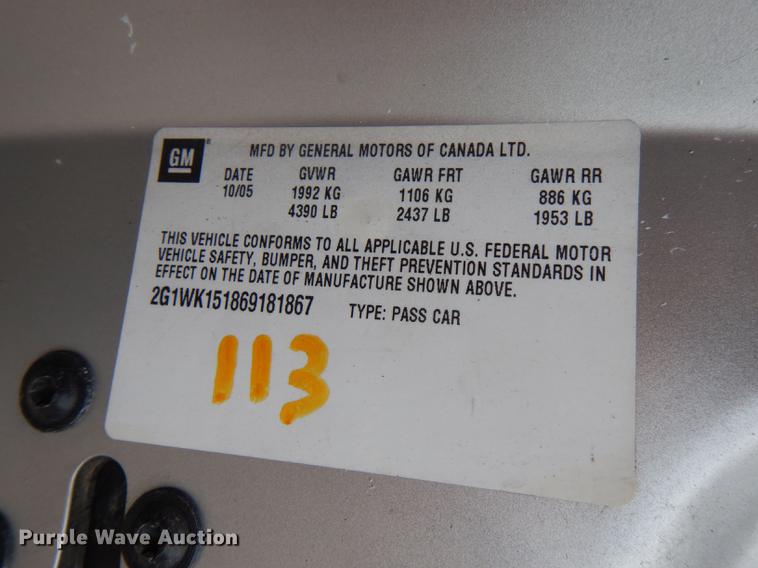 GM
MFD BY GENERAL MOTORS OF CANADA LTD.
DATE GVWR GAWR FRT GAWR RR
10/05 1992 KG 1106 KG 886 KG
4390 LB 2437 LB 1953 LB
THIS VEHICLE CONFORMS TO ALL APPLICABLE U.S. FEDERAL MOTOR
VEHICLE SAFETY, BUMPER, AND THEFT PREVENTION STANDARDS IN
EFFECT ON THE DATE OF MANUFACTURE SHOWN ABOVE.
2G1WK151869181867 TYPE: PASS CAR
113
Purple Wave Auction